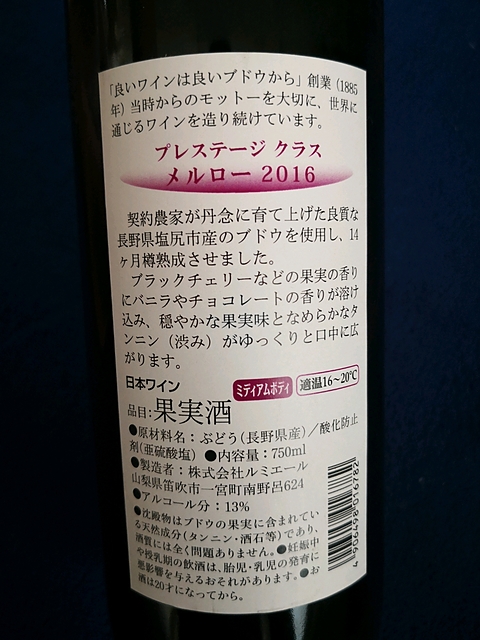 「良いワインは良いブドウから」創業（1885
年）当時からのモットーを大切に、世界に
通じるワインを造り続けています。
プレステージ クラス
メルロー 2016
契約農家が丹念に育て上げた良質な
長野県塩尻市産のブドウを使用し、14
ヶ月樽熟成させました。
ブラックチェリーなどの果実の香り
にバニラやチョコレートの香りが溶け
込み、穏やかな果実味となめらかなタ
ンニン（渋み）がゆっくりと口中に広
がります。
日本ワイン
ミディアムボディ
適温16～20℃
品目:果実酒
●原材料名：ぶどう（長野県産）／酸化防止
剤（亜硫酸塩） ●内容量：750ml
●製造者：株式会社ルミエール
山梨県笛吹市一宮町南野呂624
●アルコール分：13%
●沈殿物はブドウの果実に含まれてい
る天然成分（タンニン・酒石等）であり、
酒質には全く問題ありません。●妊娠中
や授乳期の飲酒は、胎児・乳児の発育に
悪影響を与えるおそれがあります。●お
酒は20才になってから。
4 906498 016782